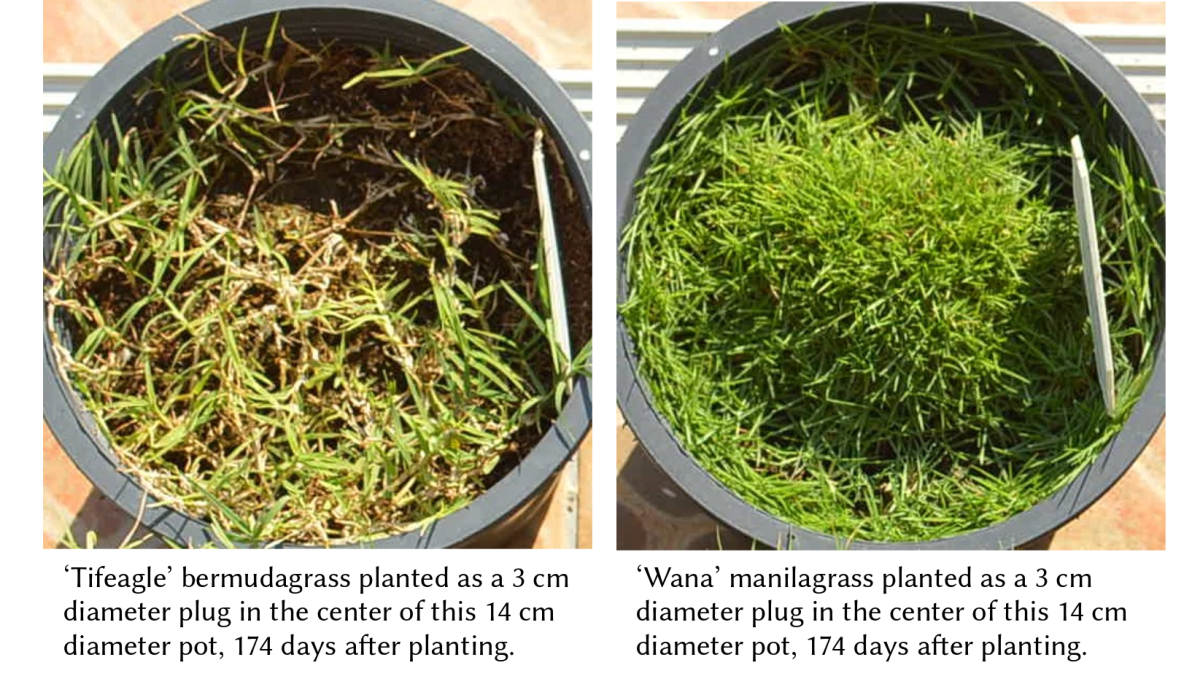 ‘Tifeagle’ bermudagrass planted as a 3 cm
diameter plug in the center of this 14 cm
diameter pot, 174 days after planting.
‘Wana’ manilagrass planted as a 3 cm
diameter plug in the center of this 14 cm
diameter pot, 174 days after planting.